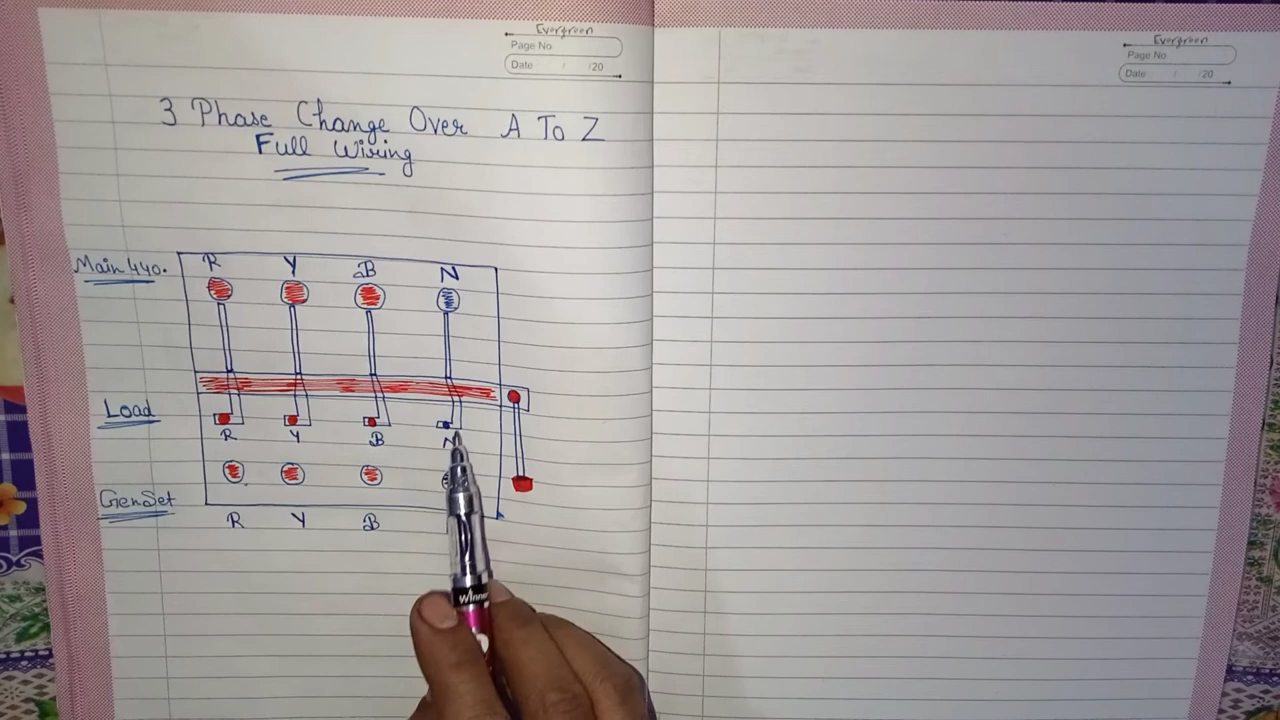 Evergreen
Page No
Date / /20
Evergreen
Page No
Date / /20
3 Phase Change Over A To Z
Full Wiring
Main 440.
R Y B N
Load
R Y B N
GenSet
R Y B
Winner